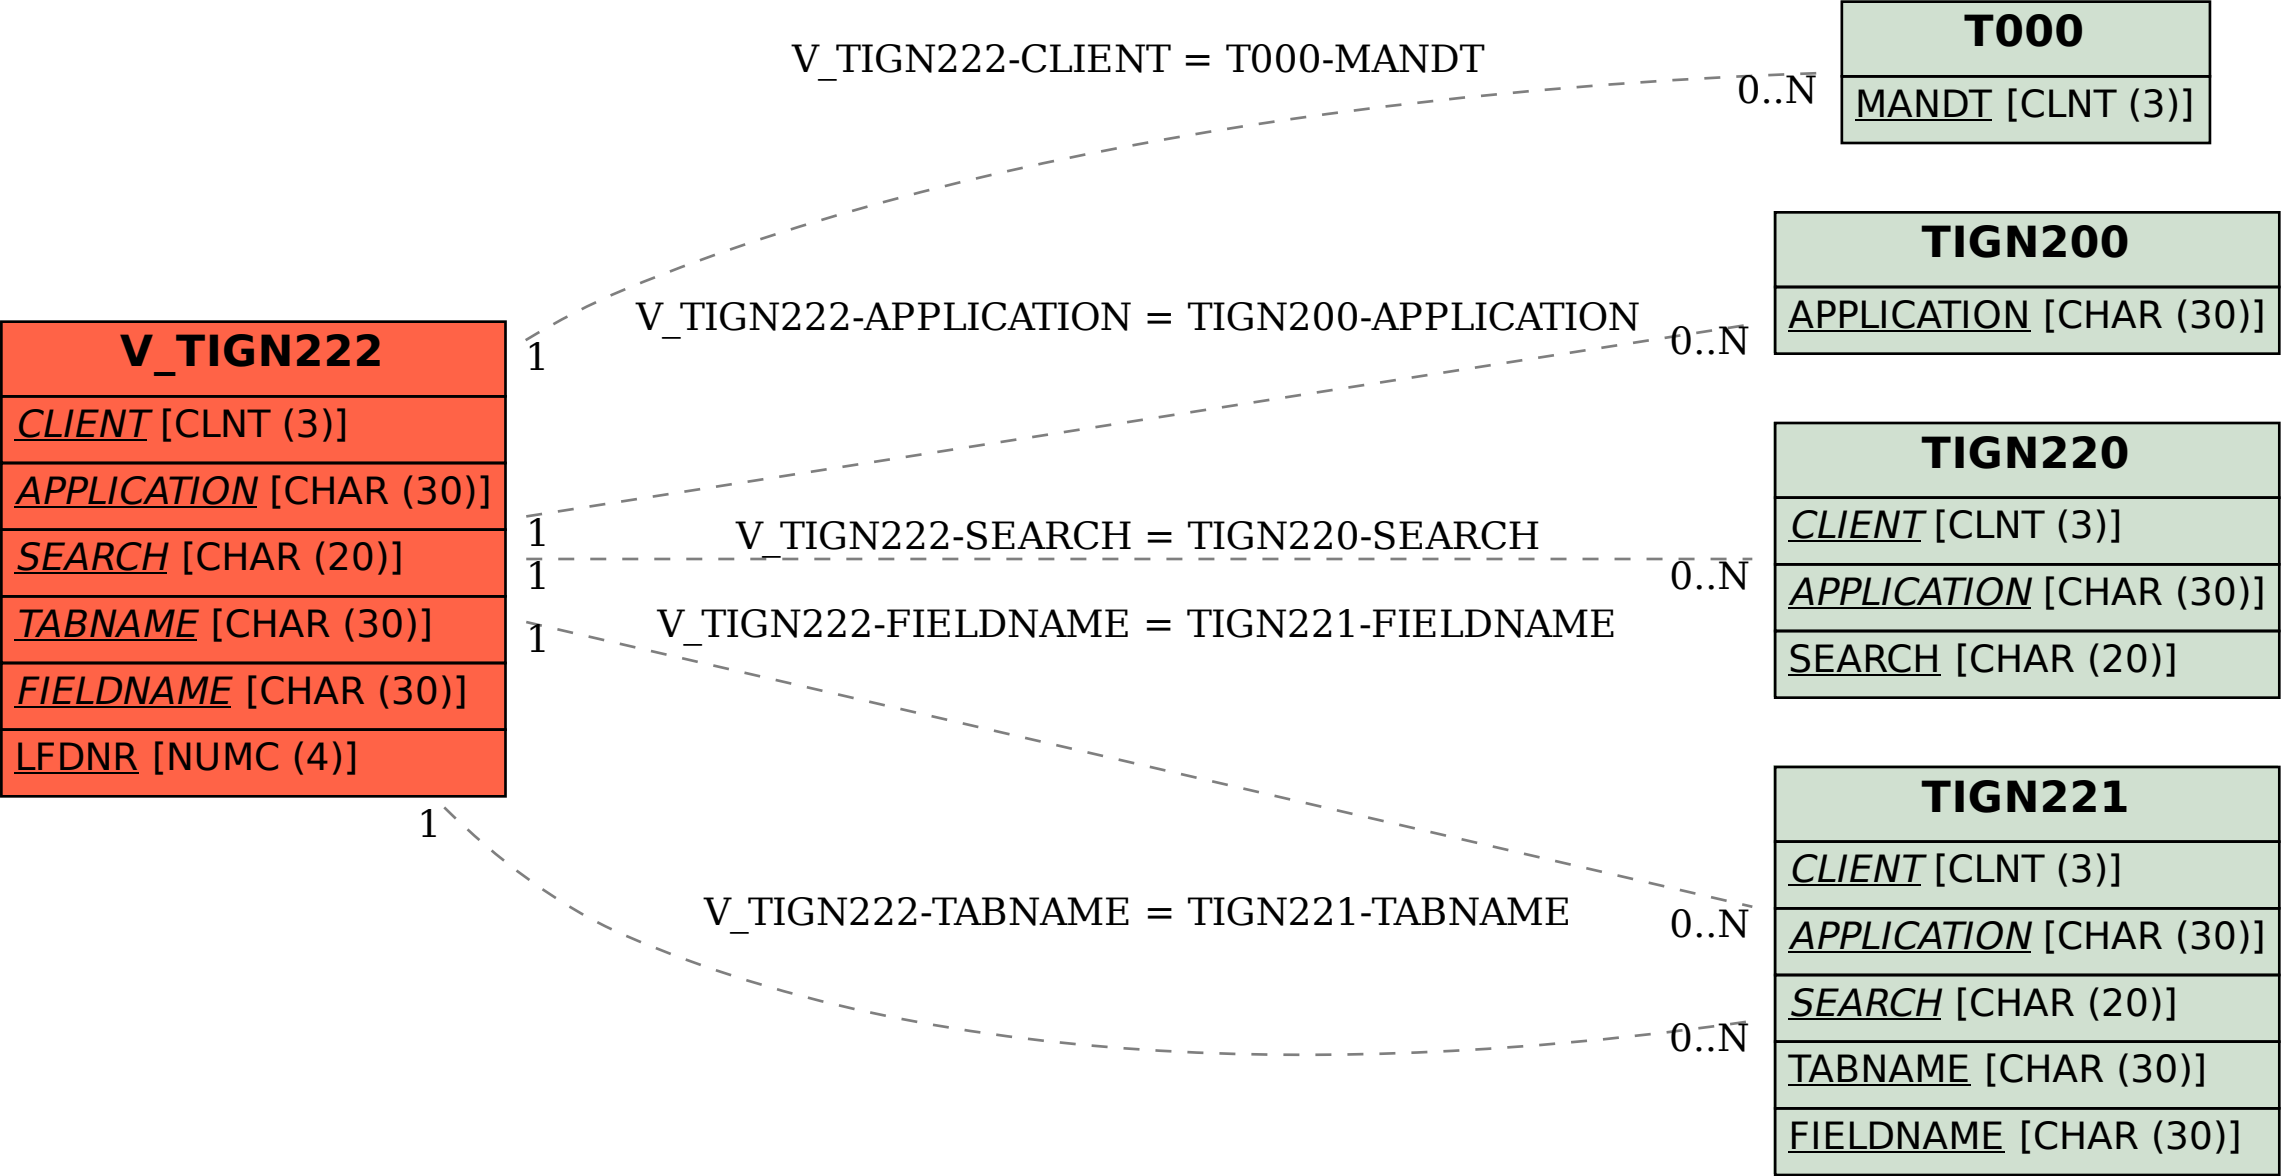 V_TIGN222
CLIENT [CLNT (3)]
APPLICATION [CHAR (30)]
SEARCH [CHAR (20)]
TABNAME [CHAR (30)]
FIELDNAME [CHAR (30)]
LFDNR [NUMC (4)]
V_TIGN222-CLIENT = T000-MANDT
1
0..N
V_TIGN222-APPLICATION = TIGN200-APPLICATION
1
0..N
V_TIGN222-SEARCH = TIGN220-SEARCH
1
0..N
V_TIGN222-FIELDNAME = TIGN221-FIELDNAME
1
0..N
V_TIGN222-TABNAME = TIGN221-TABNAME
1
0..N
T000
MANDT [CLNT (3)]
TIGN200
APPLICATION [CHAR (30)]
TIGN220
CLIENT [CLNT (3)]
APPLICATION [CHAR (30)]
SEARCH [CHAR (20)]
TIGN221
CLIENT [CLNT (3)]
APPLICATION [CHAR (30)]
SEARCH [CHAR (20)]
TABNAME [CHAR (30)]
FIELDNAME [CHAR (30)]